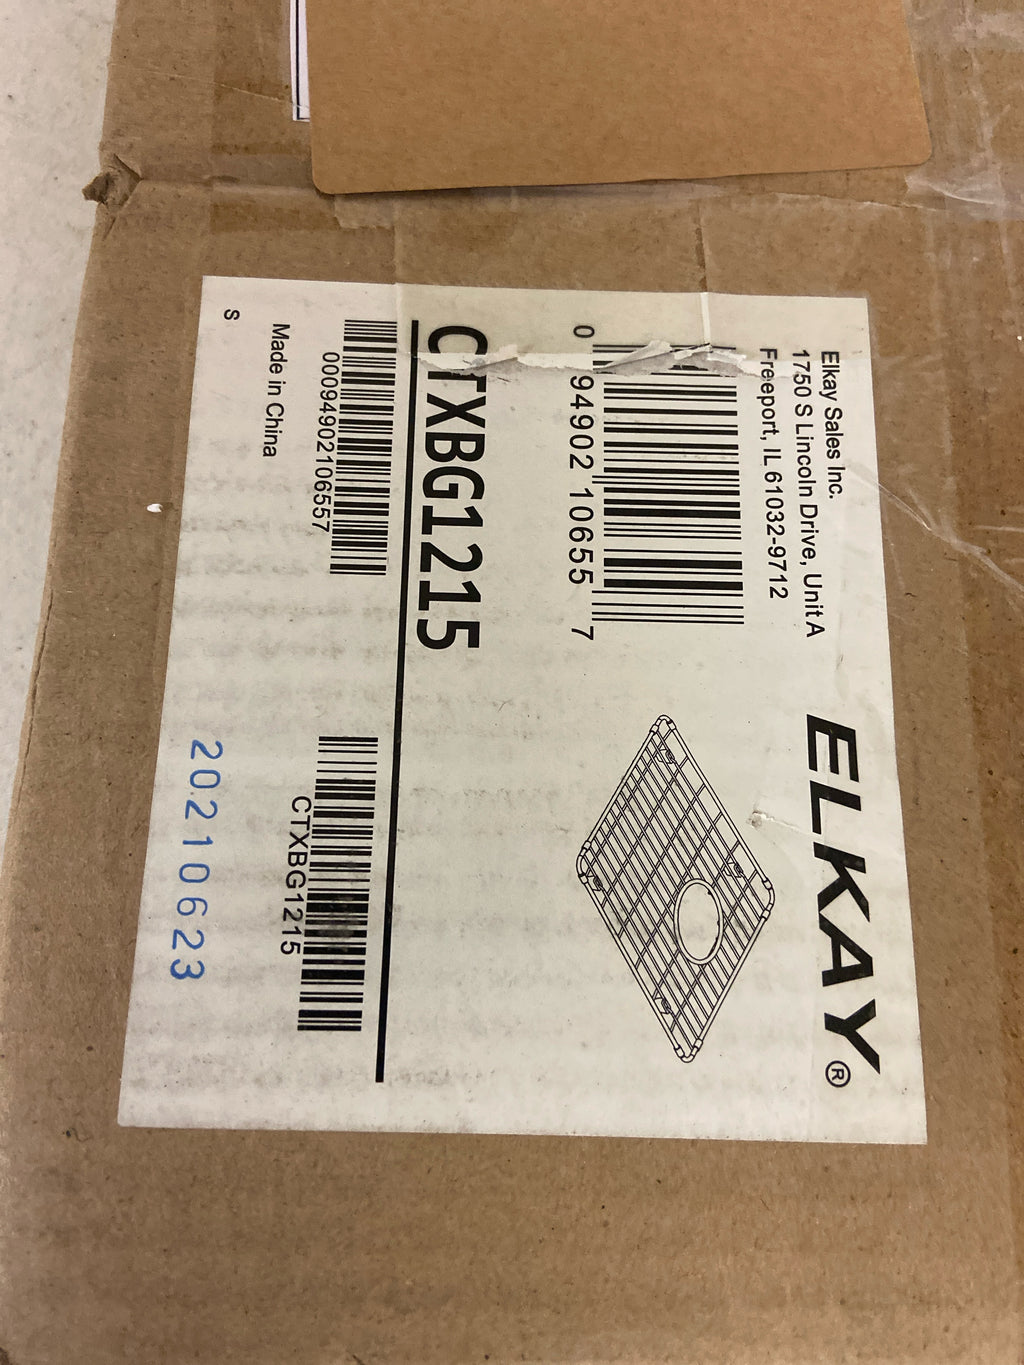 Elkay Sales Inc.
1750 S Lincoln Drive, Unit A
Freeport, IL 61032-9712
ELKAY®
0 94902 10655 7
CTXBG1215
00094902106557
CTXBG1215
Made in China
20210623
S